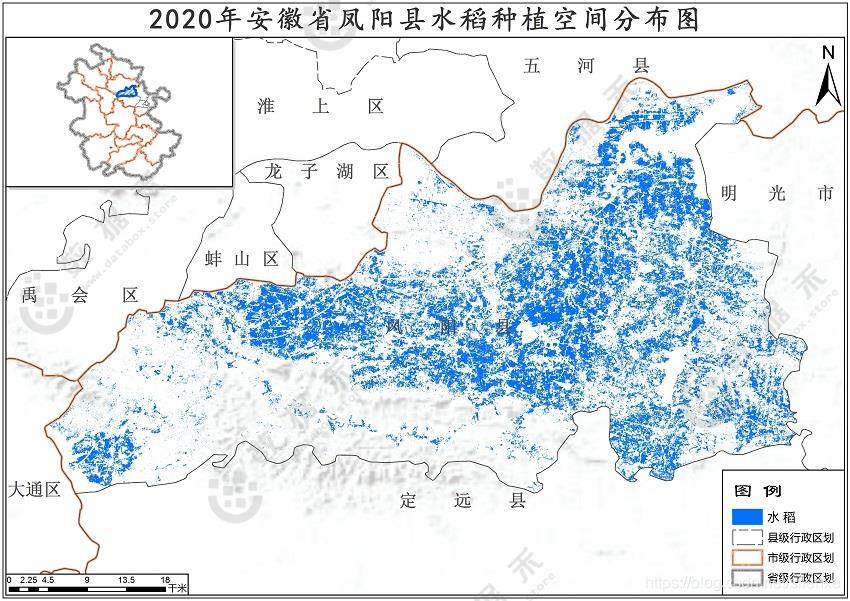 2020年安徽省凤阳县水稻种植空间分布图
N
五河县
淮上区
龙子湖区
明光市
蚌山区
禹会区
凤阳县
大通区
定远县
图例
水稻
县级行政区划
市级行政区划
省级行政区划
0 2.25 4.5 9 13.5 18
千米
数据禾
www.databox.store